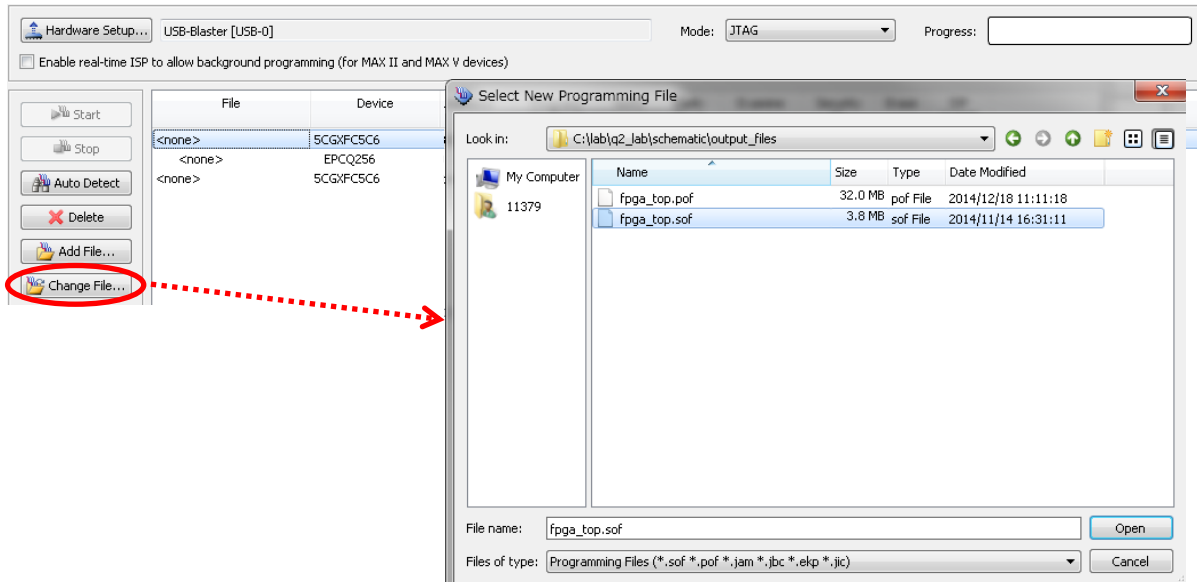 Hardware Setup... USB-Blaster [USB-0] Mode: JTAG Progress:
Enable real-time ISP to allow background programming (for MAX II and MAX V devices)
Start
Stop
Auto Detect
Delete
Add File...
Change File...
File Device
<none> 5CGXFC5C6
<none> EPCQ256
<none> 5CGXFC5C6
Select New Programming File x
Look in: C:\lab\q2_lab\schematic\output_files
My Computer
11379
Name Size Type Date Modified
fpga_top.pof 32.0 MB pof File 2014/12/18 11:11:18
fpga_top.sof 3.8 MB sof File 2014/11/14 16:31:11
File name: fpga_top.sof Open
Files of type: Programming Files (*.sof *.pof *.jam *.jbc *.ekp *.jic) Cancel